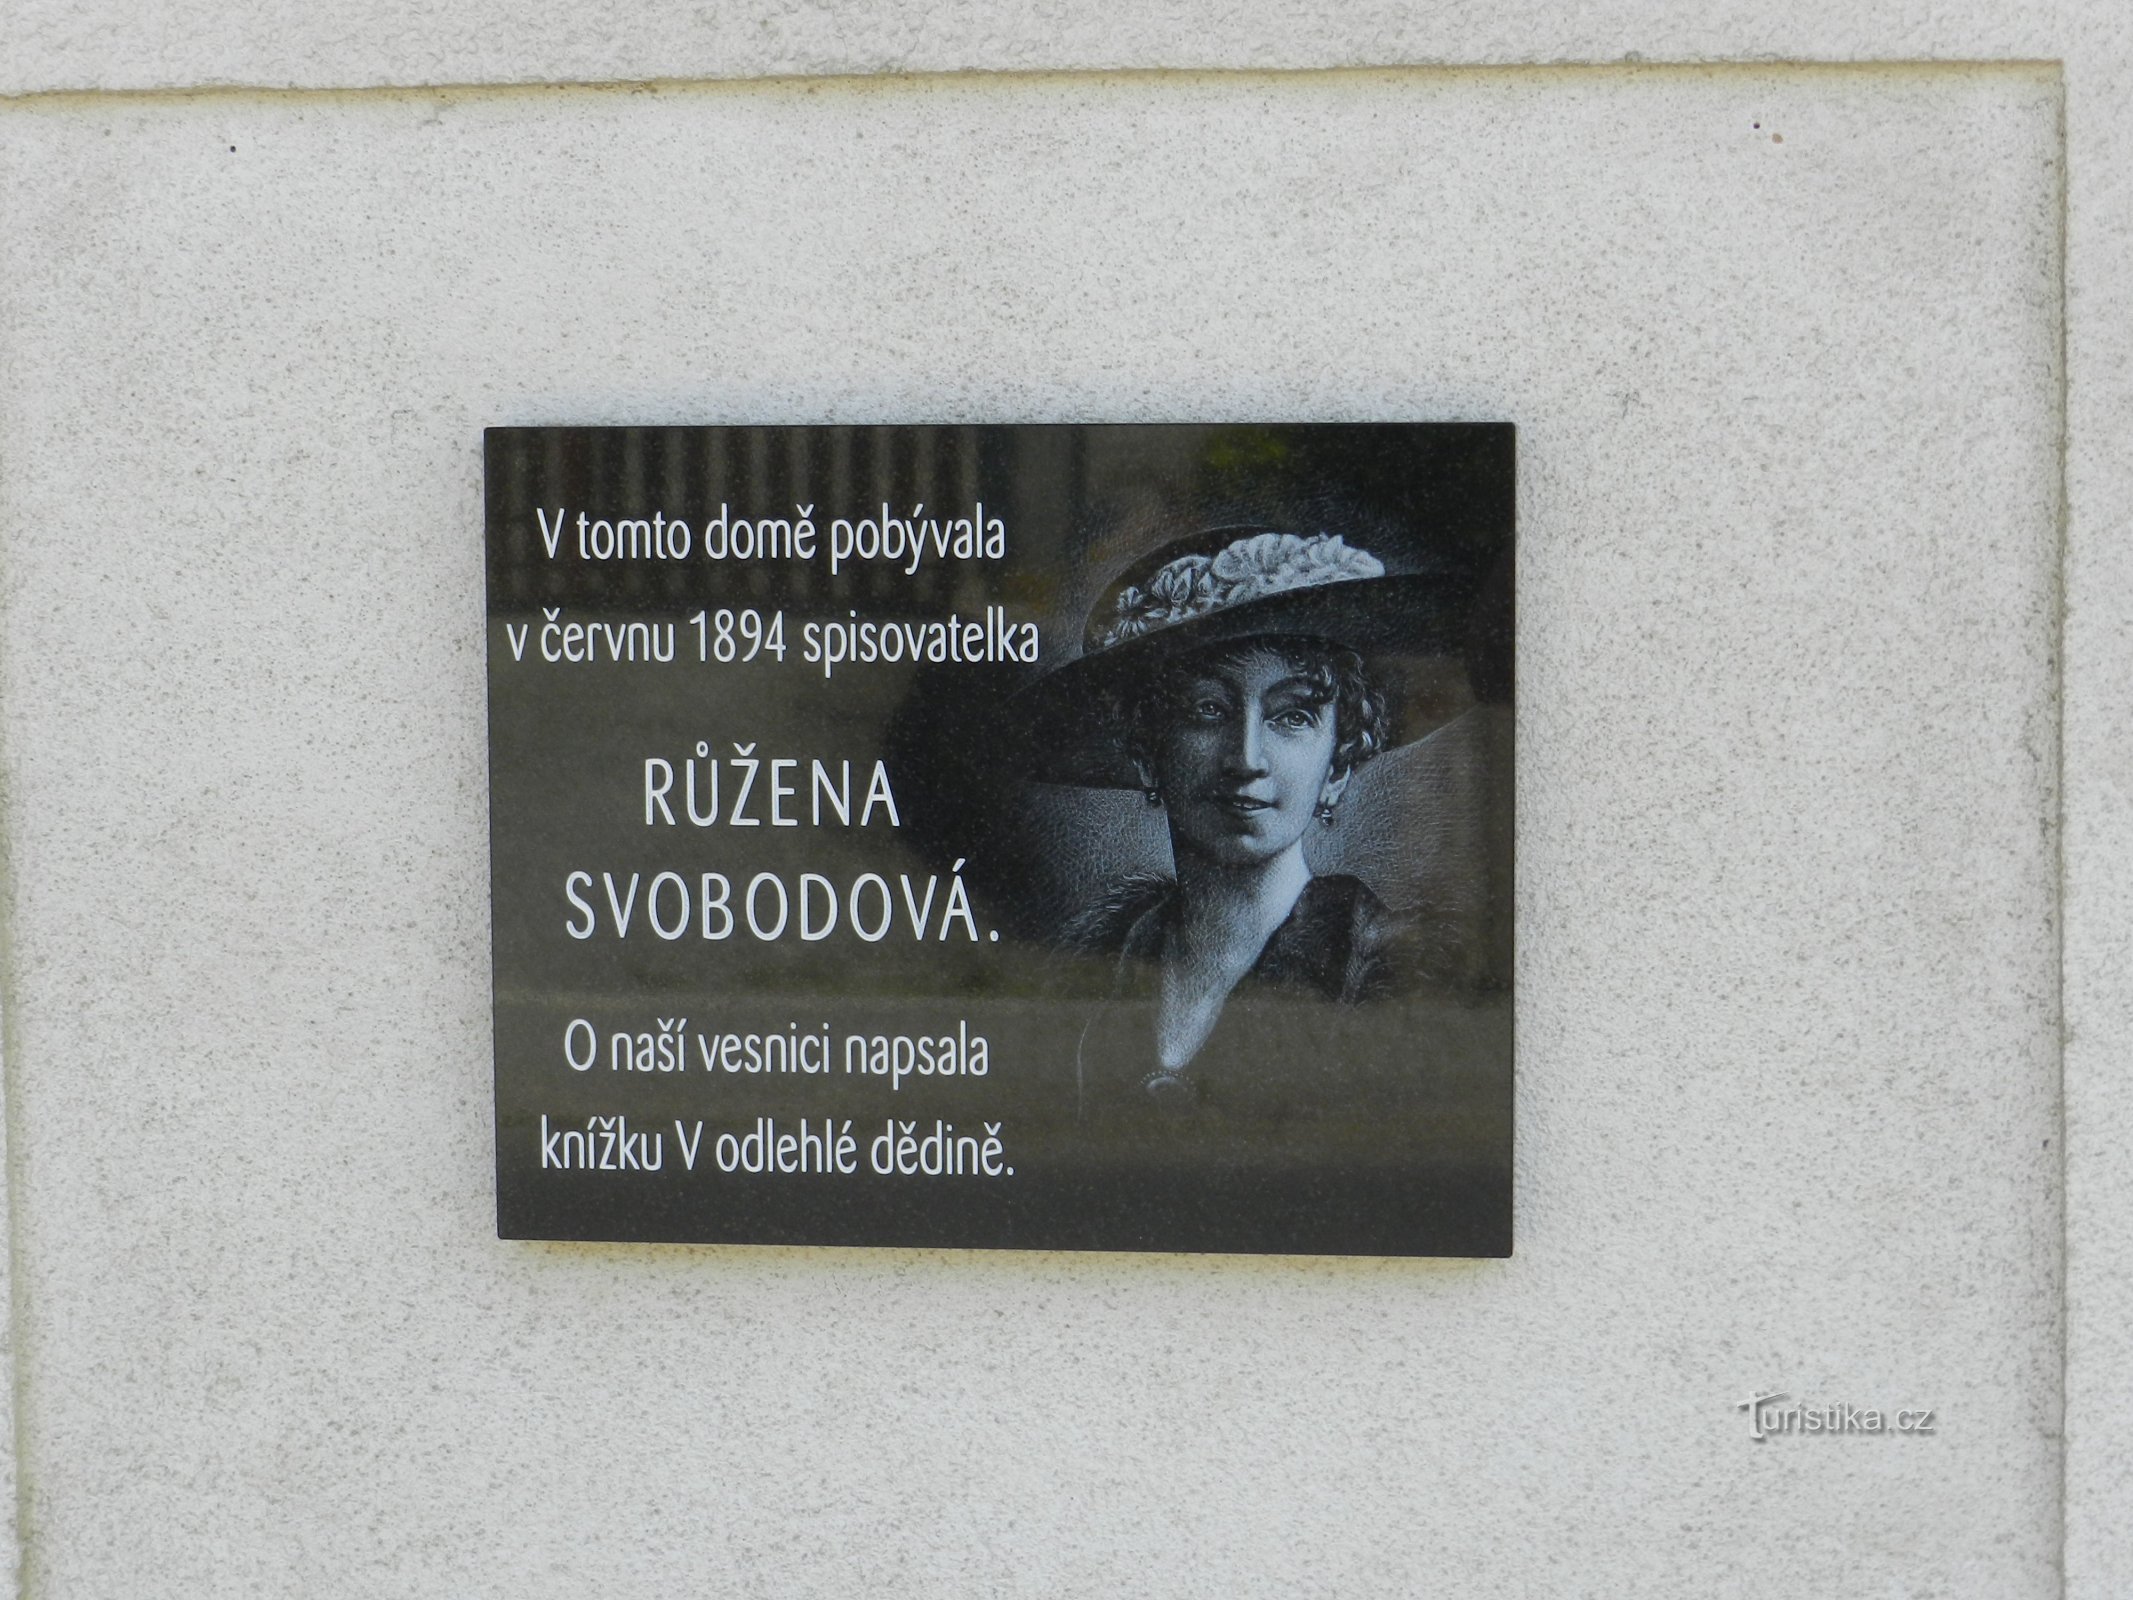 V tomto domě pobývala
v červnu 1894 spisovatelka
RŮŽENA
SVOBODOVÁ.
O naší vesnici napsala
knížku V odlehlé dědině.
Turistika.cz